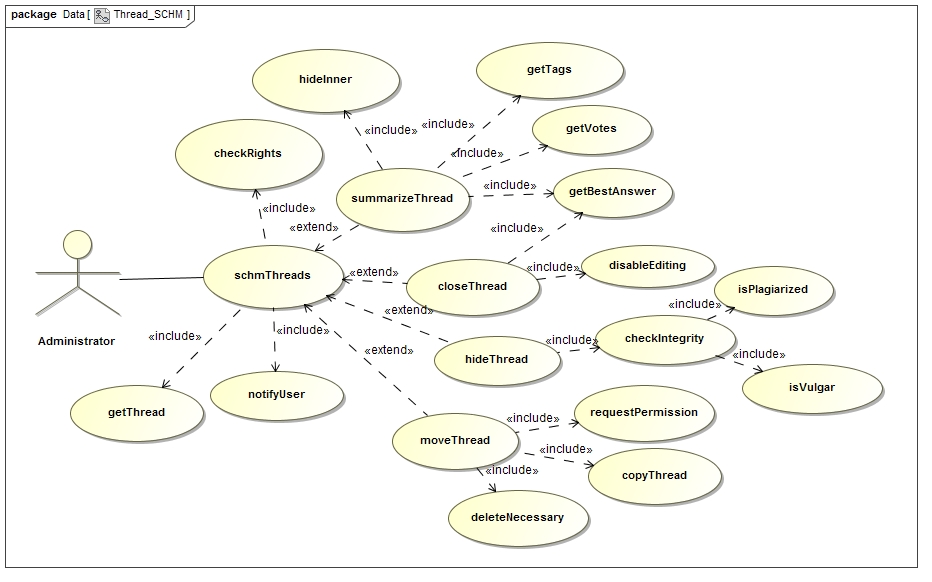 package Data [ Thread_SCHM ]
hideInner
getTags
«include»
«include»
getVotes
checkRights
«include»
«include»
getBestAnswer
summarizeThread
«include»
«extend»
«include»
schmThreads
«extend»
closeThread
«include»
disableEditing
isPlagiarized
«include»
«extend»
Administrator
«include»
«include»
«extend»
hideThread
«include»
checkIntegrity
«include»
isVulgar
getThread
notifyUser
requestPermission
«include»
moveThread
«include»
«include»
copyThread
deleteNecessary